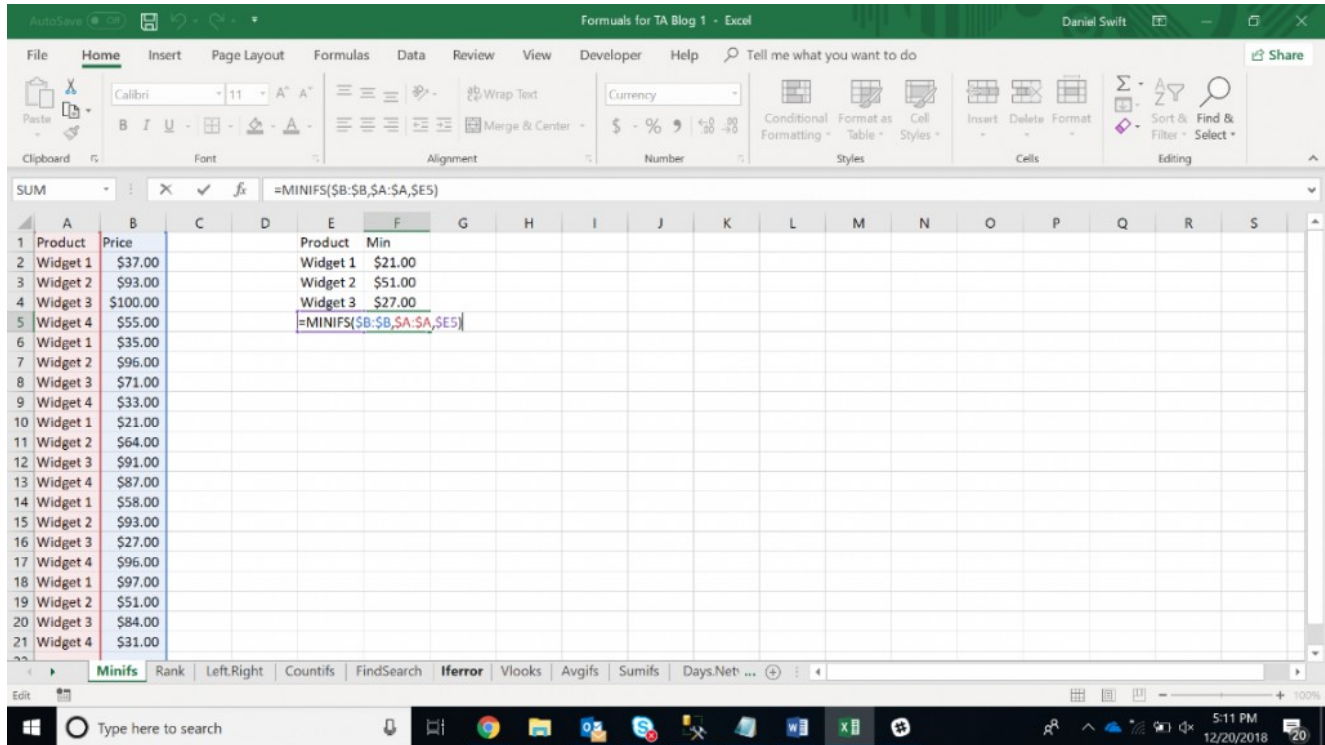 AutoSave Off Formuals for TA Blog 1 - Excel Daniel Swift
File Home Insert Page Layout Formulas Data Review View Developer Help Tell me what you want to do Share
Paste Calibri 11 A A Wrap Text Currency Conditional Formatting Format as Table Cell Styles Insert Delete Format Sort & Filter Find & Select
B I U A Merge & Center $ % 9
Clipboard Font Alignment Number Styles Cells Editing
SUM fx =MINIFS($B:$B,$A:$A,$E5)
A B C D E F G H I J K L M N O P Q R S
1 Product Price Product Min
2 Widget 1 $37.00 Widget 1 $21.00
3 Widget 2 $93.00 Widget 2 $51.00
4 Widget 3 $100.00 Widget 3 $27.00
5 Widget 4 $55.00 =MINIFS($B:$B,$A:$A,$E5)
6 Widget 1 $35.00
7 Widget 2 $96.00
8 Widget 3 $71.00
9 Widget 4 $33.00
10 Widget 1 $21.00
11 Widget 2 $64.00
12 Widget 3 $91.00
13 Widget 4 $87.00
14 Widget 1 $58.00
15 Widget 2 $93.00
16 Widget 3 $27.00
17 Widget 4 $96.00
18 Widget 1 $97.00
19 Widget 2 $51.00
20 Widget 3 $84.00
21 Widget 4 $31.00
Minifs Rank Left.Right Countifs FindSearch Iferror Vlooks Avgifs Sumifs Days.Net ...
Edit 100%
Type here to search 5:11 PM
12/20/2018 20